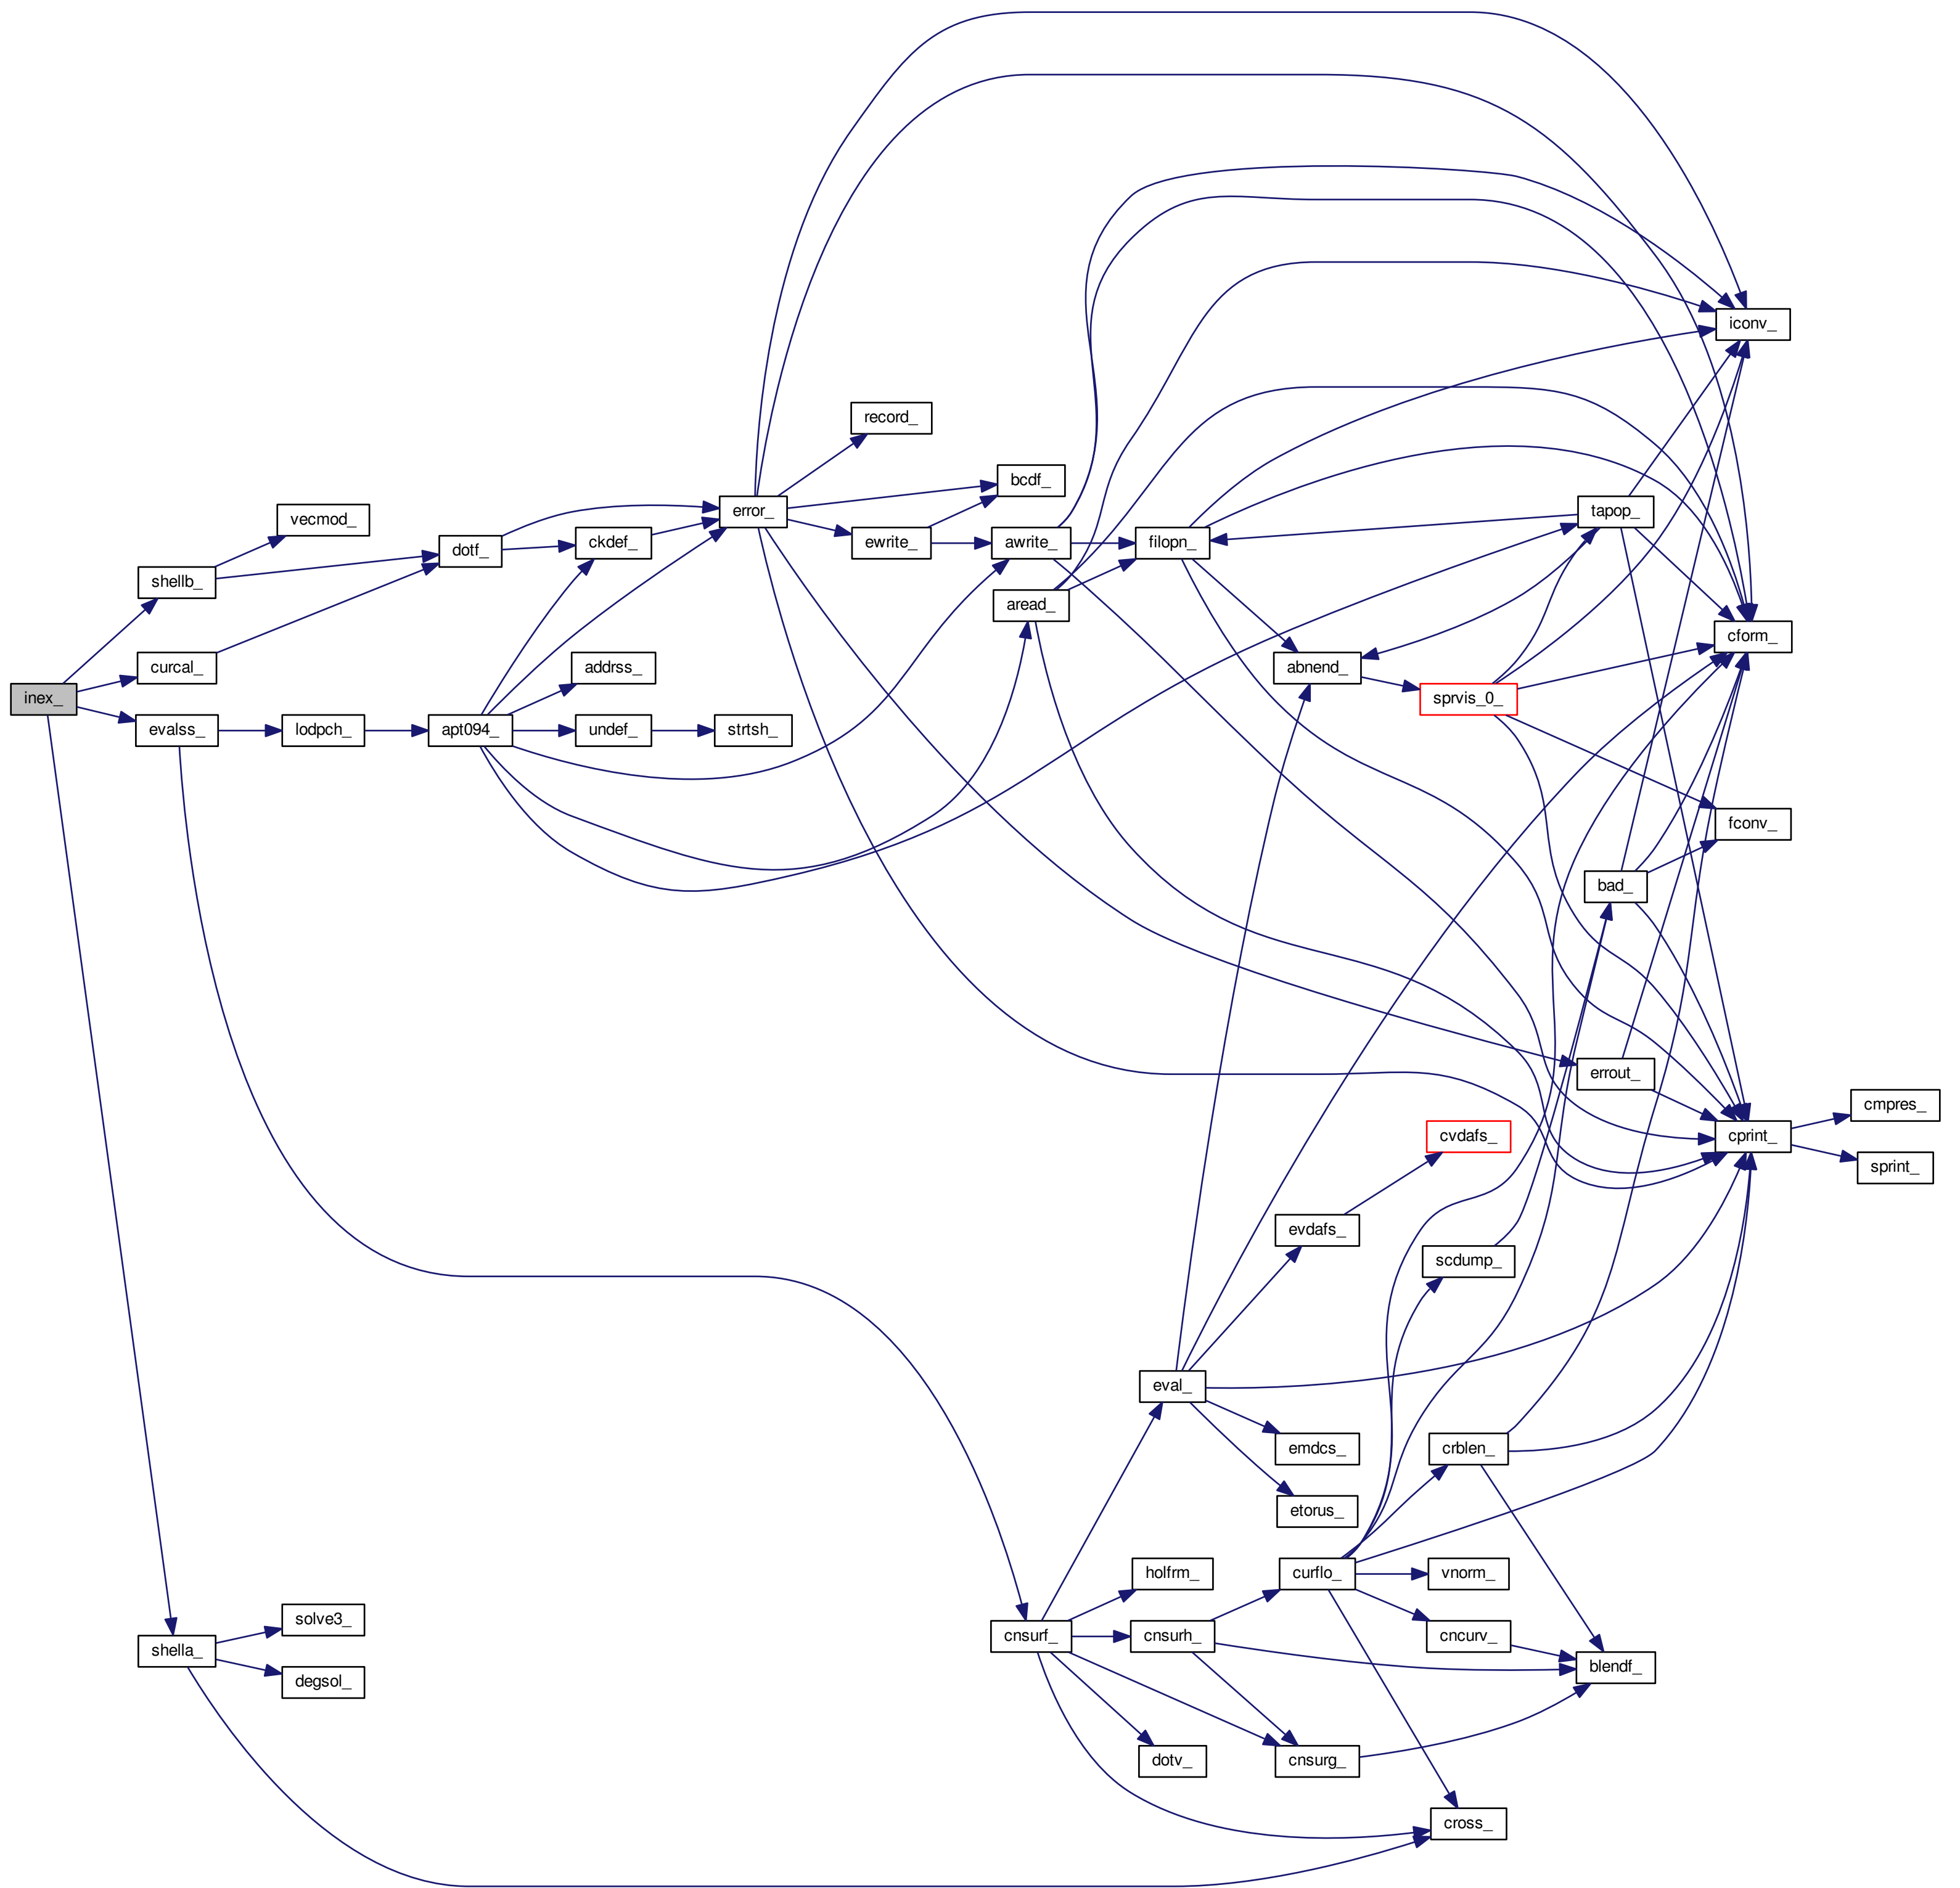 inex_
shellb_
curcal_
evalss_
shella_
vecmod_
lodpch_
solve3_
degsol_
dotf_
apt094_
ckdef_
addrss_
undef_
error_
strtsh_
record_
ewrite_
bcdf_
awrite_
aread_
cnsurf_
filopn_
eval_
holfrm_
cnsurh_
dotv_
abnend_
evdafs_
emdcs_
etorus_
curflo_
cnsurg_
sprvis_0_
cvdafs_
scdump_
crblen_
vnorm_
cncurv_
cross_
tapop_
bad_
errout_
blendf_
iconv_
cform_
fconv_
cprint_
cmpres_
sprint_